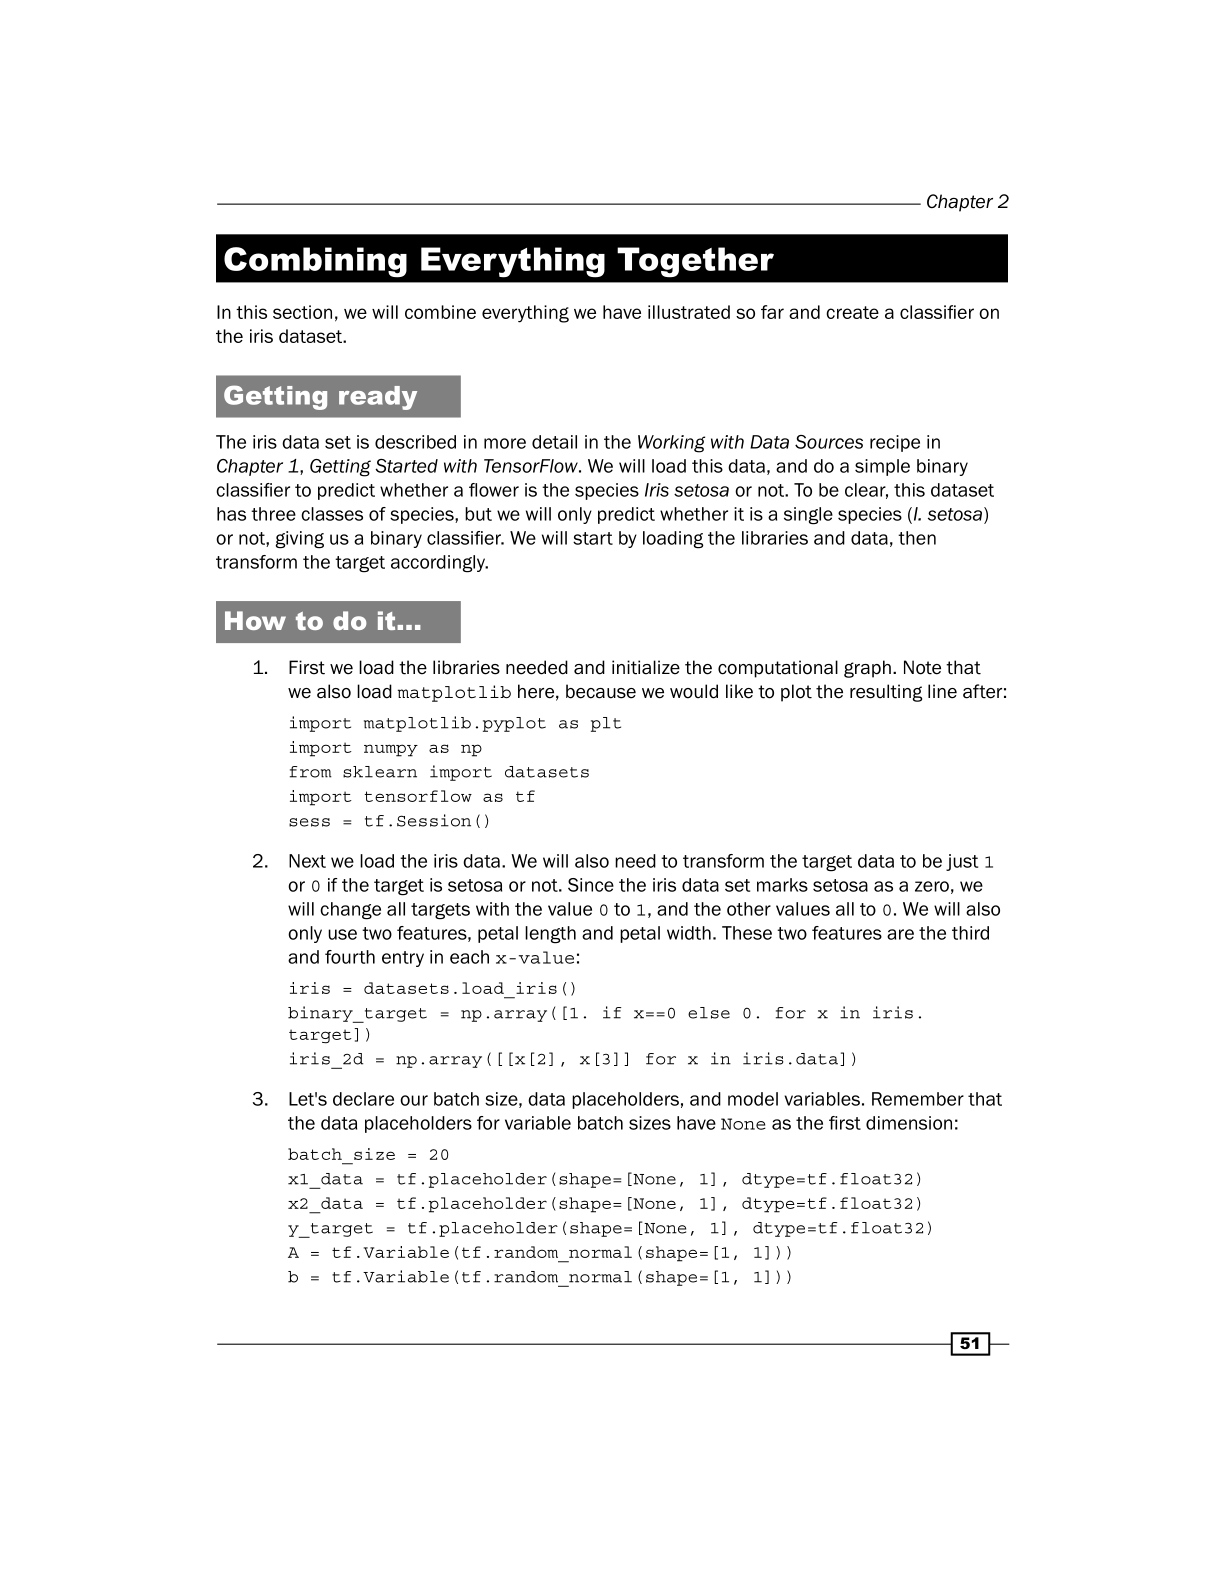 Chapter 2
Combining Everything Together
In this section, we will combine everything we have illustrated so far and create a classifier on
the iris dataset.
Getting ready
The iris data set is described in more detail in the Working with Data Sources recipe in
Chapter 1, Getting Started with TensorFlow. We will load this data, and do a simple binary
classifier to predict whether a flower is the species Iris setosa or not. To be clear, this dataset
has three classes of species, but we will only predict whether it is a single species (I. setosa)
or not, giving us a binary classifier. We will start by loading the libraries and data, then
transform the target accordingly.
How to do it…
1. First we load the libraries needed and initialize the computational graph. Note that
we also load matplotlib here, because we would like to plot the resulting line after:
import matplotlib.pyplot as plt
import numpy as np
from sklearn import datasets
import tensorflow as tf
sess = tf.Session()
2. Next we load the iris data. We will also need to transform the target data to be just 1
or 0 if the target is setosa or not. Since the iris data set marks setosa as a zero, we
will change all targets with the value 0 to 1, and the other values all to 0. We will also
only use two features, petal length and petal width. These two features are the third
and fourth entry in each x-value:
iris = datasets.load_iris()
binary_target = np.array([1. if x==0 else 0. for x in iris.
target])
iris_2d = np.array([[x[2], x[3]] for x in iris.data])
3. Let's declare our batch size, data placeholders, and model variables. Remember that
the data placeholders for variable batch sizes have None as the first dimension:
batch_size = 20
x1_data = tf.placeholder(shape=[None, 1], dtype=tf.float32)
x2_data = tf.placeholder(shape=[None, 1], dtype=tf.float32)
y_target = tf.placeholder(shape=[None, 1], dtype=tf.float32)
A = tf.Variable(tf.random_normal(shape=[1, 1]))
b = tf.Variable(tf.random_normal(shape=[1, 1]))
51